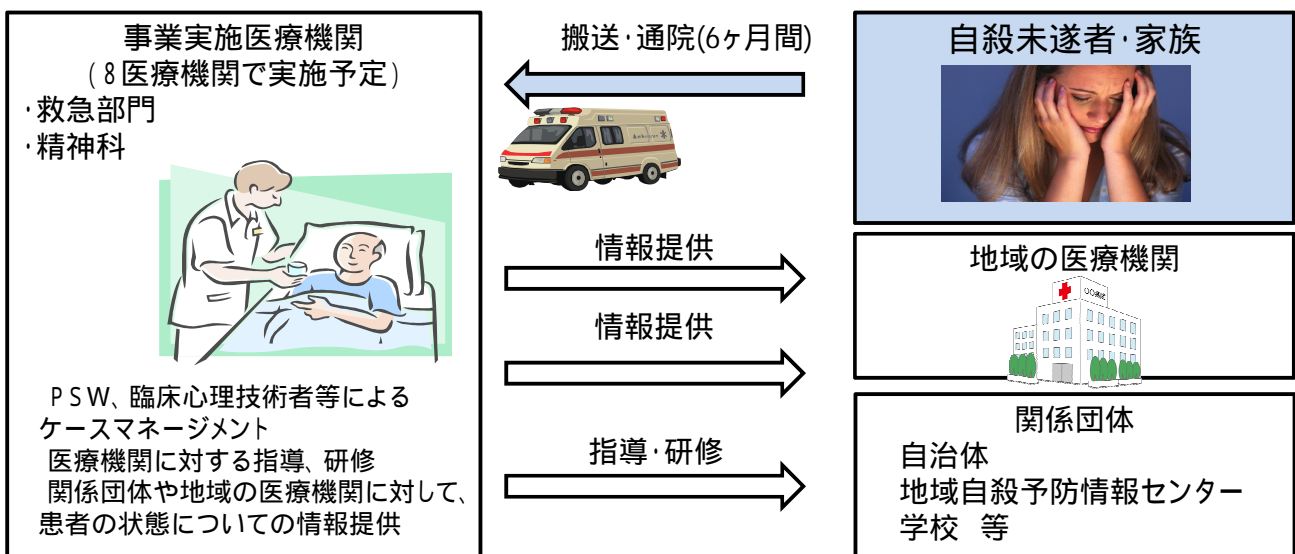 事業実施医療機関
(8医療機関で実施予定)
・救急部門
・精神科
PSW、臨床心理技術者等による
ケースマネージメント
医療機関に対する指導、研修
関係団体や地域の医療機関に対して、
患者の状態についての情報提供
搬送・通院(6ヶ月間)
情報提供
情報提供
指導・研修
自殺未遂者・家族
地域の医療機関
関係団体
自治体
地域自殺予防情報センター
学校 等